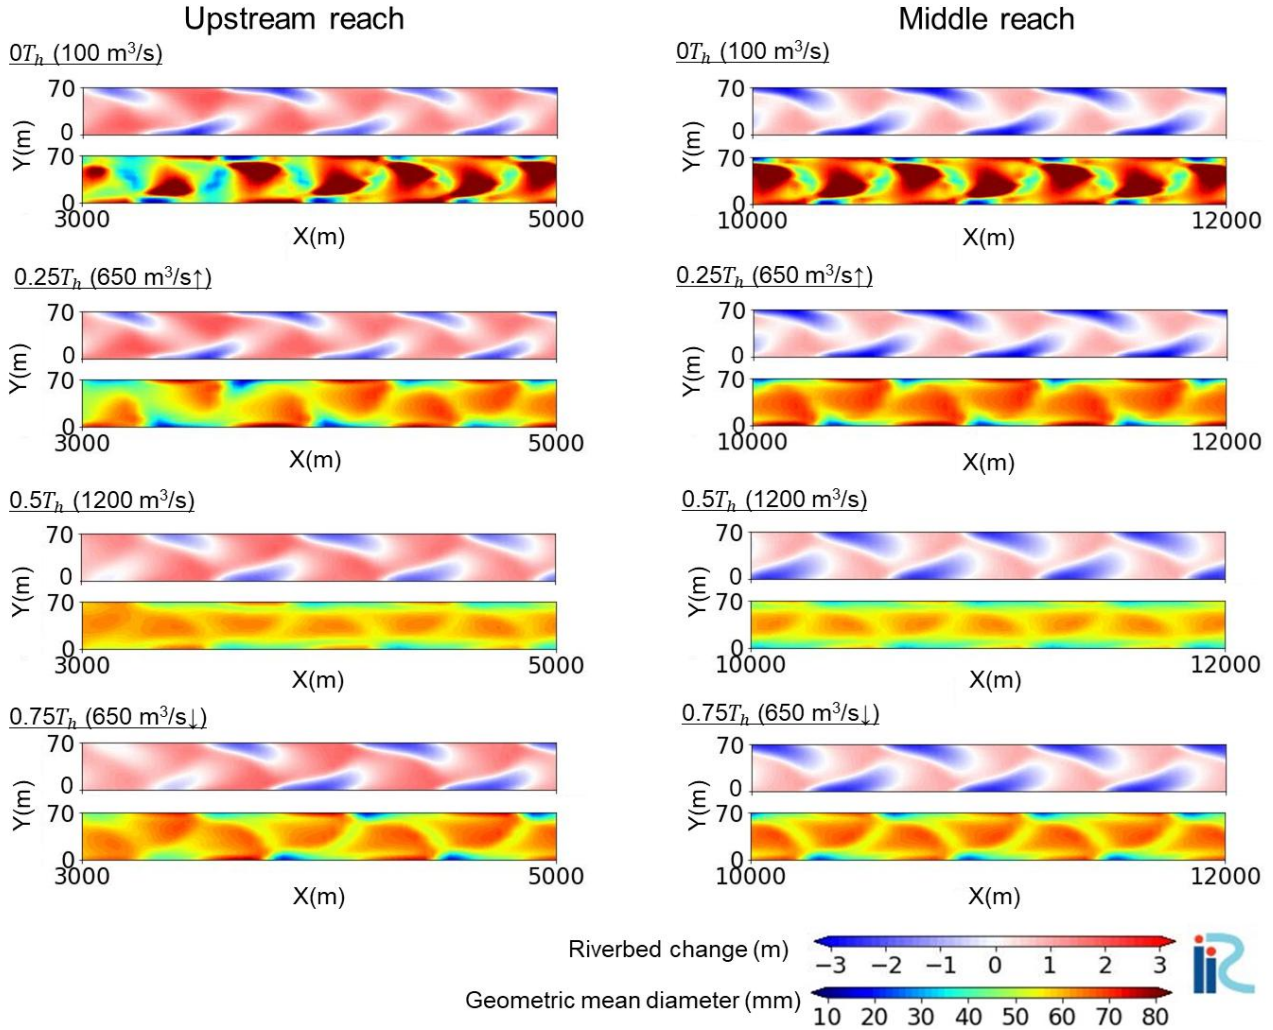 Upstream reach
Middle reach
0Tₕ (100 m³/s)
0Tₕ (100 m³/s)
Y(m)
70
0
70
0
3000
5000
X(m)
Y(m)
70
0
70
0
10000
12000
X(m)
0.25Tₕ (650 m³/s↑)
0.25Tₕ (650 m³/s↑)
Y(m)
70
0
70
0
3000
5000
X(m)
Y(m)
70
0
70
0
10000
12000
X(m)
0.5Tₕ (1200 m³/s)
0.5Tₕ (1200 m³/s)
Y(m)
70
0
70
0
3000
5000
X(m)
Y(m)
70
0
70
0
10000
12000
X(m)
0.75Tₕ (650 m³/s↓)
0.75Tₕ (650 m³/s↓)
Y(m)
70
0
70
0
3000
5000
X(m)
Y(m)
70
0
70
0
10000
12000
X(m)
Riverbed change (m)
−3 −2 −1 0 1 2 3
Geometric mean diameter (mm)
10 20 30 40 50 60 70 80
iiR